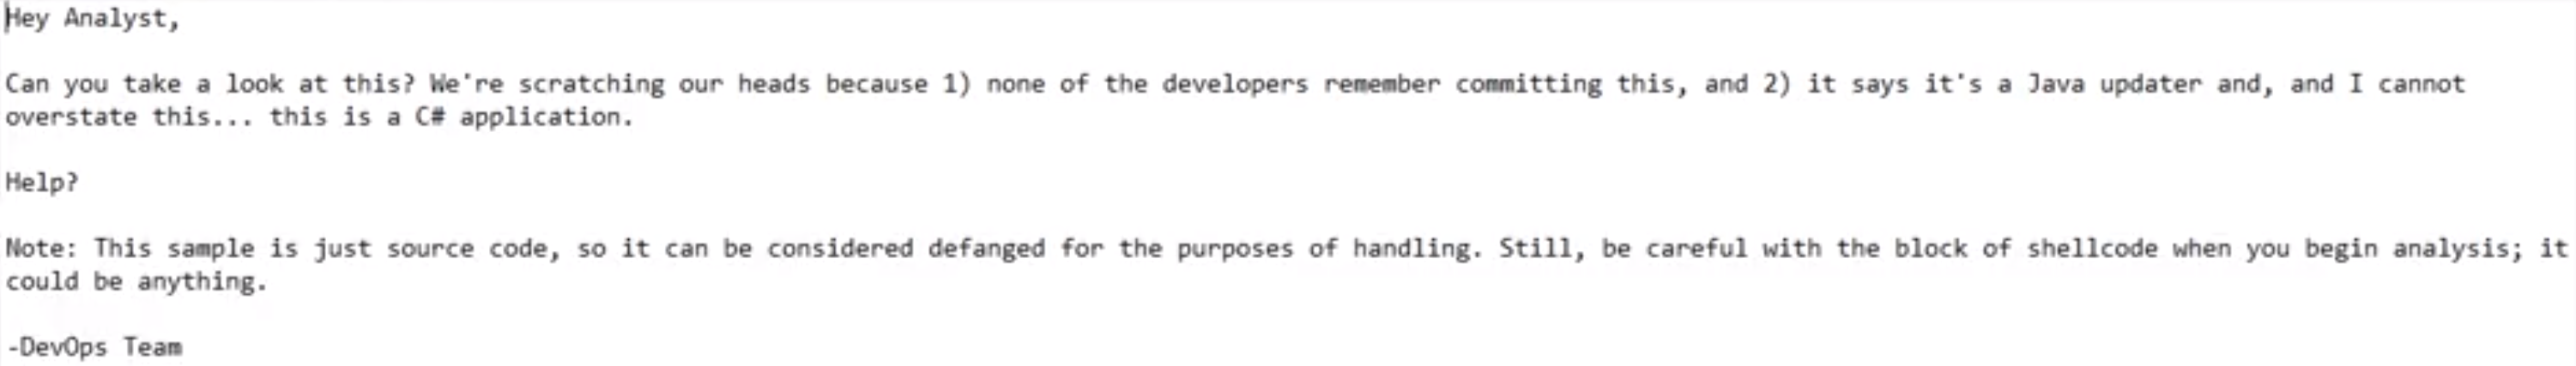 Hey Analyst,
Can you take a look at this? We're scratching our heads because 1) none of the developers remember committing this, and 2) it says it's a Java updater and, and I cannot
overstate this... this is a C# application.
Help?
Note: This sample is just source code, so it can be considered defanged for the purposes of handling. Still, be careful with the block of shellcode when you begin analysis; it
could be anything.
-DevOps Team